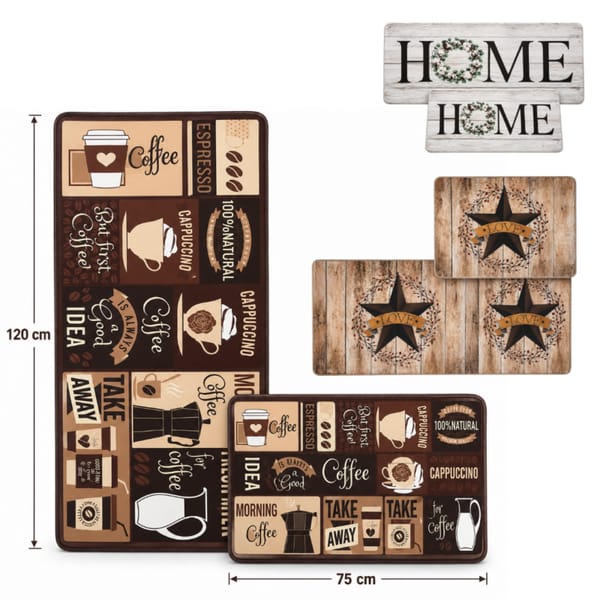 HOME
HOME
LOVE
LOVE
LOVE
120 cm
Coffee
ESPRESSO
But first,
Coffee!
CAPPUCCINO
100% NATURAL
IDEA
IS ALWAYS
a
Good
Coffee
CAPPUCCINO
TAKE
AWAY
Coffee
for
coffee
Coffee
ESPRESSO
But first,
Coffee!
CAPPUCCINO
100% NATURAL
IDEA
IS ALWAYS
a
Good
Coffee
CAPPUCCINO
MORNING
Coffee
TAKE
AWAY
TAKE
for
Coffee
75 cm